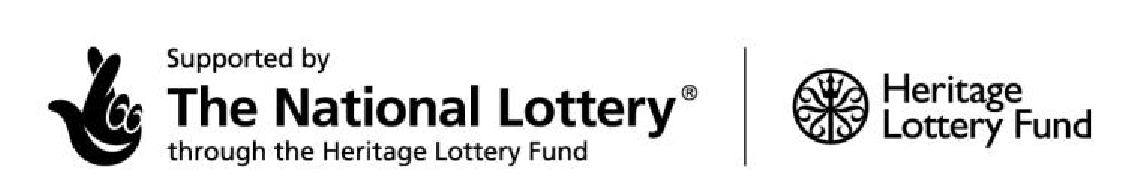 Supported by
The National Lottery®
through the Heritage Lottery Fund
Heritage
Lottery Fund